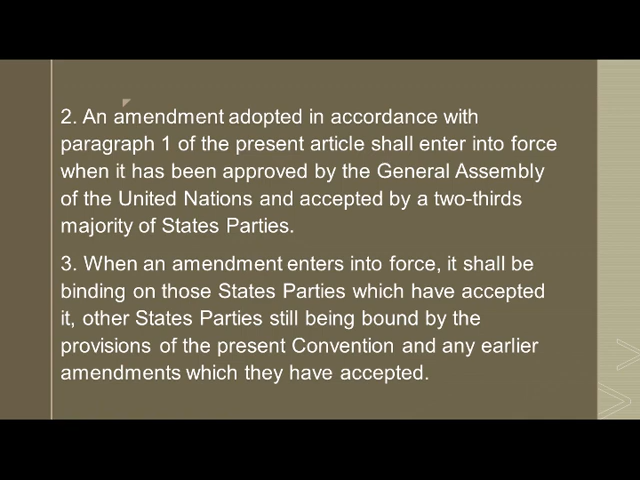 2. An amendment adopted in accordance with
paragraph 1 of the present article shall enter into force
when it has been approved by the General Assembly
of the United Nations and accepted by a two-thirds
majority of States Parties.
3. When an amendment enters into force, it shall be
binding on those States Parties which have accepted
it, other States Parties still being bound by the
provisions of the present Convention and any earlier
amendments which they have accepted.